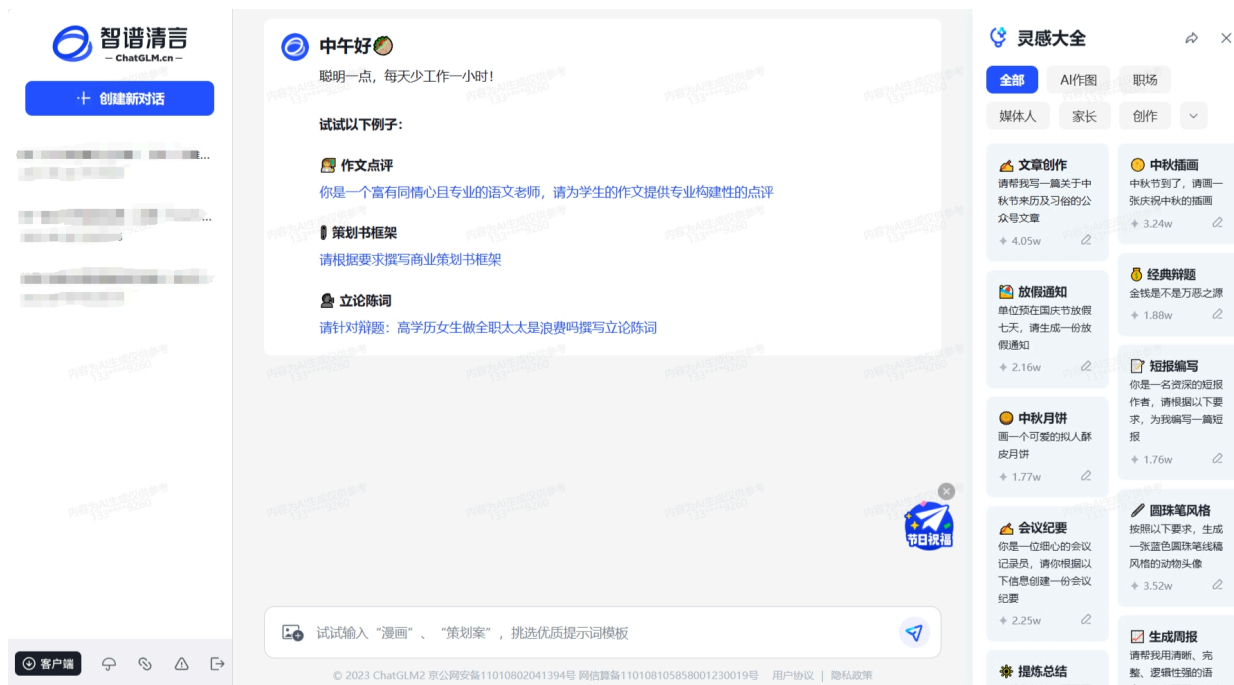 智谱清言
ChatGLM.cn
创建新对话
客户端
中午好
聪明一点，每天少工作一小时！
试试以下例子：
作文点评
你是一个富有同情心且专业的语文老师，请为学生的作文提供专业构建性的点评
策划书框架
请根据要求撰写商业策划书框架
立论陈词
请针对辩题：高学历女生做全职太太是浪费吗撰写立论陈词
节日祝福
试试输入“漫画”、“策划案”，挑选优质提示词模板
© 2023 ChatGLM2 京公网安备11010802041394号 网信算备110108105858001230019号 用户协议 | 隐私政策
灵感大全
全部 AI作图 职场
媒体人 家长 创作
文章创作
请帮我写一篇关于中
秋节来历及习俗的公
众号文章
4.05w
放假通知
单位预在国庆节放假
七天，请生成一份放
假通知
2.16w
中秋月饼
画一个可爱的拟人酥
皮月饼
1.77w
会议纪要
你是一位细心的会议
记录员，请你根据以
下信息创建一份会议
纪要
2.25w
提炼总结
中秋插画
中秋节到了，请画一
张庆祝中秋的插画
3.24w
经典辩题
金钱是不是万恶之源
1.88w
短报编写
你是一名资深的短报
作者，请根据以下要
求，为我编写一篇短
报
1.76w
圆珠笔风格
按照以下要求，生成
一张蓝色圆珠笔线稿
风格的动物头像
3.52w
生成周报
请帮我用清晰、完
整、逻辑性强的语
内容为AI生成仅供参考
133****9260